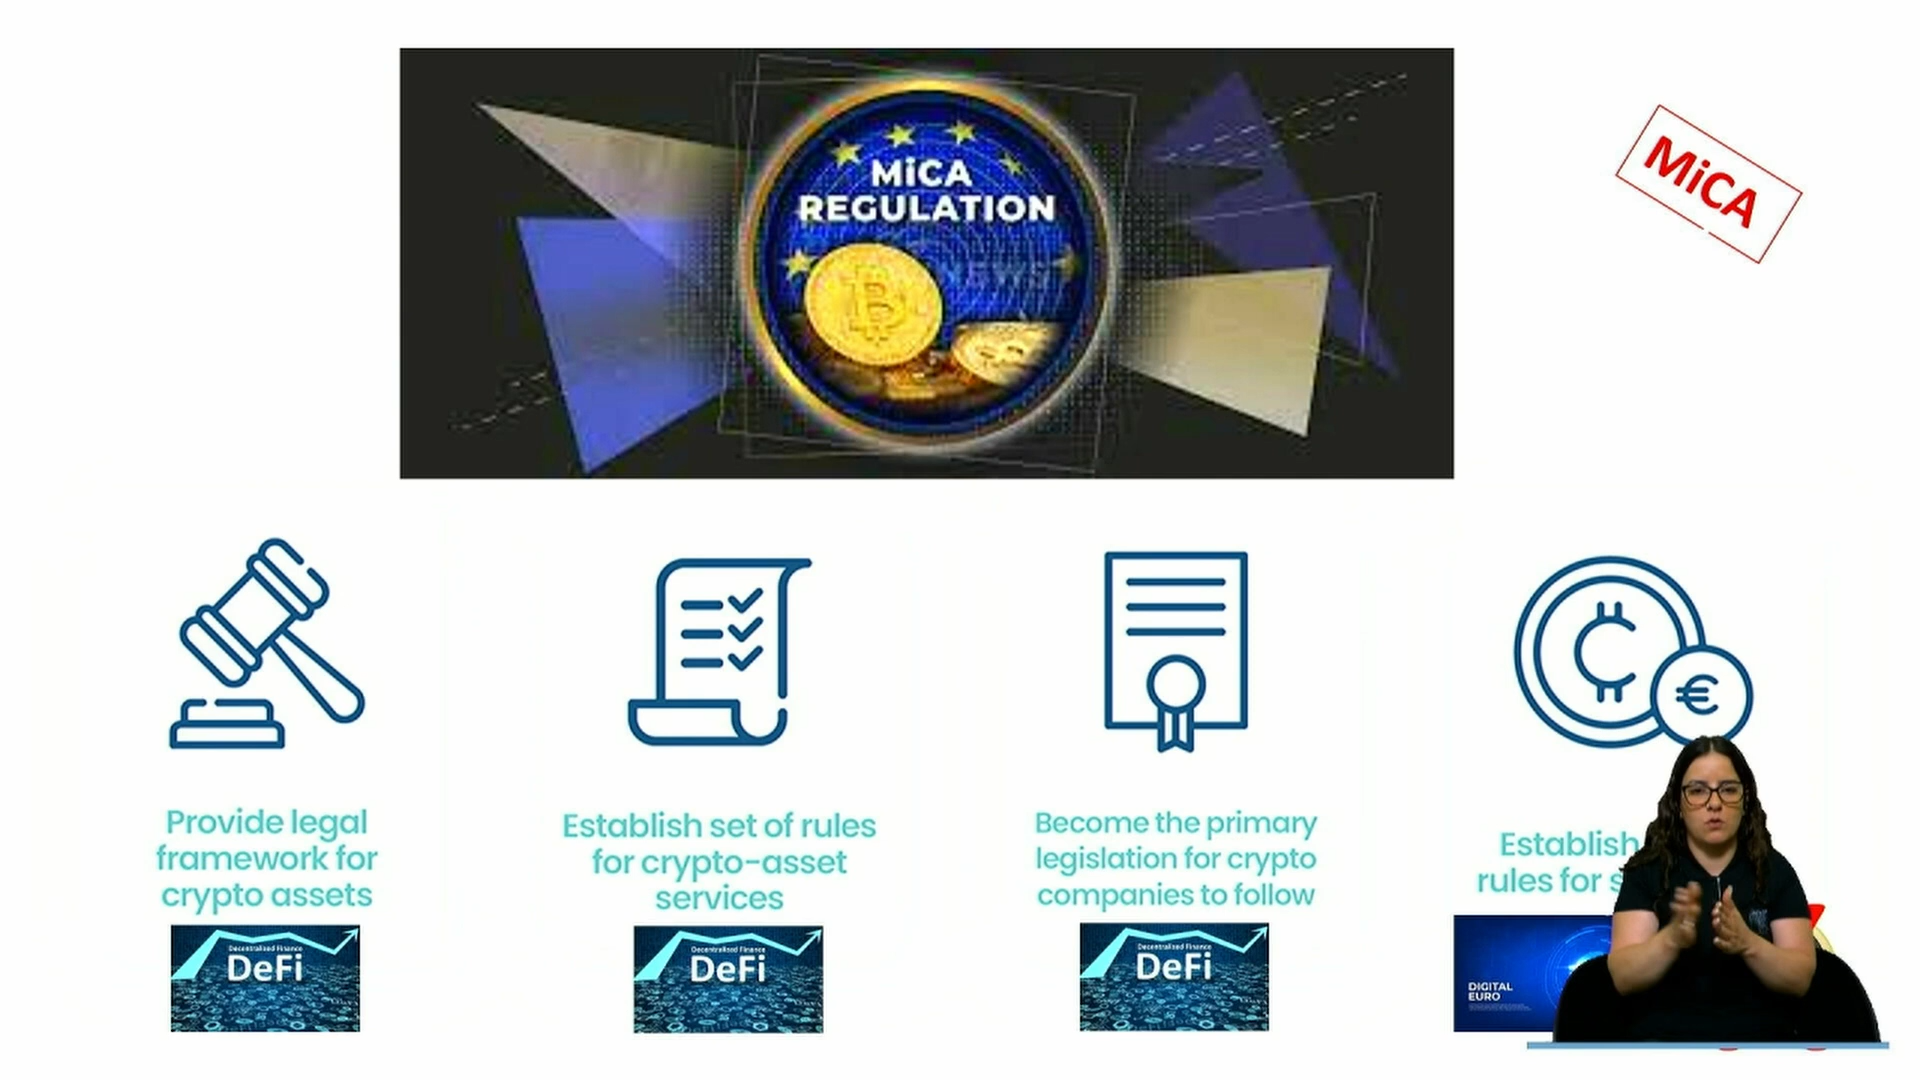 MiCA
REGULATION
NEWS
MiCA
Provide legal
framework for
crypto assets
Establish set of rules
for crypto-asset
services
Become the primary
legislation for crypto
companies to follow
Establish
rules for s
Decentralized Finance
DeFi
Decentralized Finance
DeFi
Decentralized Finance
DeFi
DIGITAL
EURO